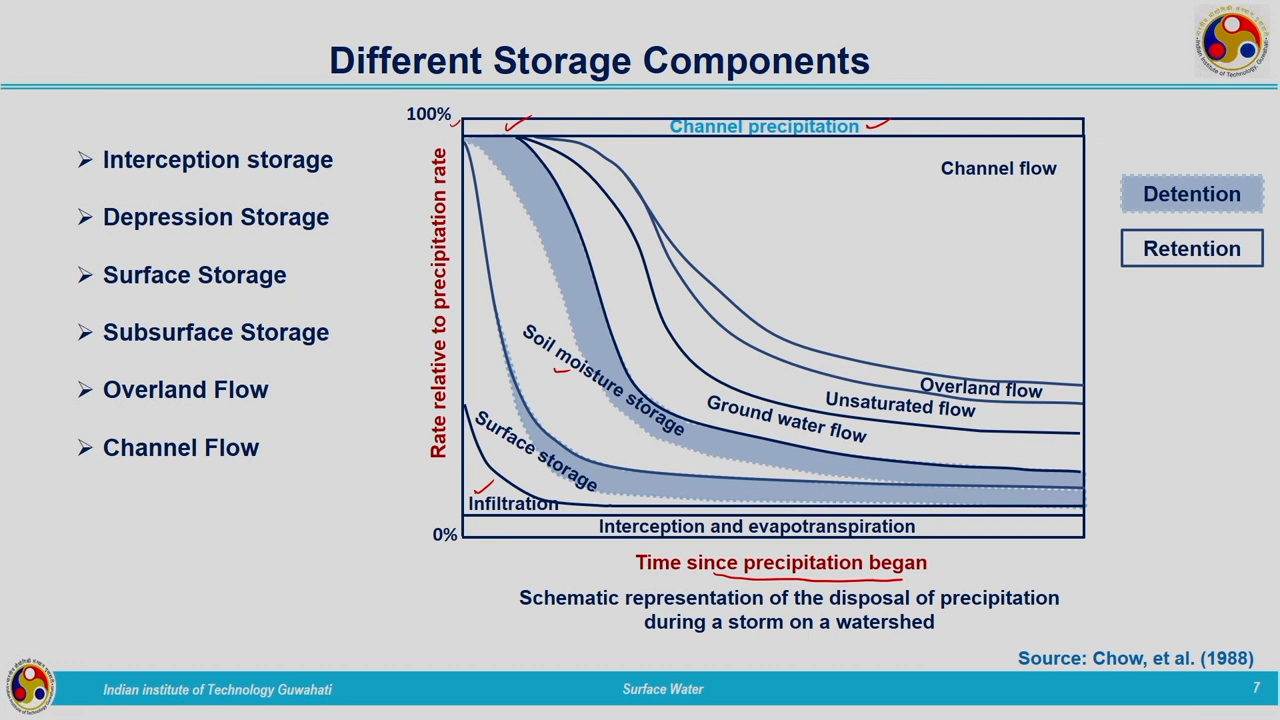 Different Storage Components
➢ Interception storage
➢ Depression Storage
➢ Surface Storage
➢ Subsurface Storage
➢ Overland Flow
➢ Channel Flow
100%
Rate relative to precipitation rate
0%
Channel precipitation
Channel flow
Soil moisture storage
Overland flow
Unsaturated flow
Ground water flow
Surface storage
Infiltration
Interception and evapotranspiration
Time since precipitation began
Detention
Retention
Schematic representation of the disposal of precipitation
during a storm on a watershed
Source: Chow, et al. (1988)
Indian institute of Technology Guwahati
Surface Water
7